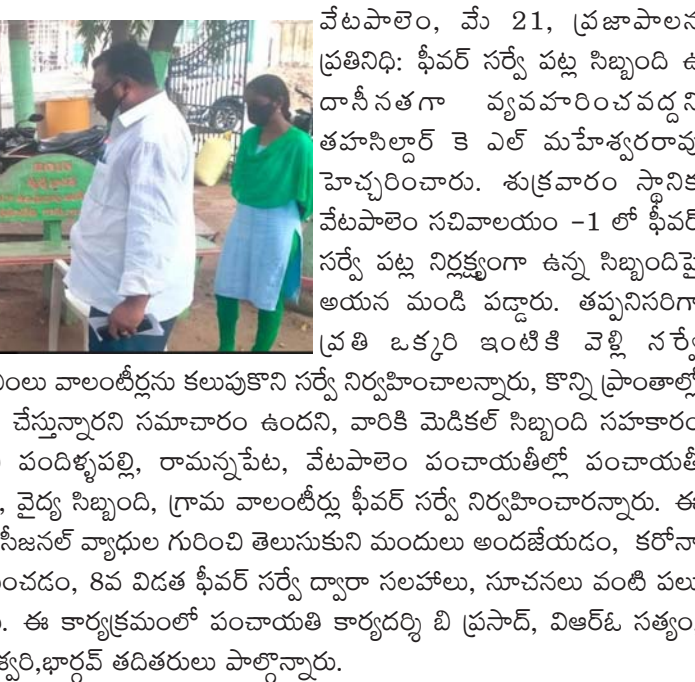 వేటపాలెం, మే 21, ప్రజాపాలన
ప్రతినిధి: ఫీవర్ సర్వే పట్ల సిబ్బంది ఉ
దాసీనతగా వ్యవహరించవద్దని
తహసిల్దార్ కె ఎల్ మహేశ్వరరావు
హెచ్చరించారు. శుక్రవారం స్థానిక
వేటపాలెం సచివాలయం -1 లో ఫీవర్
సర్వే పట్ల నిర్లక్ష్యంగా ఉన్న సిబ్బందిపై
ఆయన మండి పడ్డారు. తప్పనిసరిగా
ప్రతి ఒక్కరి ఇంటికి వెళ్లి సర్వే
వాలంటీర్లను కలుపుకొని సర్వే నిర్వహించాలన్నారు, కొన్ని ప్రాంతాల్లో
చేస్తున్నారని సమాచారం ఉందని, వారికి మెడికల్ సిబ్బంది సహకారం
పందిళ్ళపల్లి, రామన్నపేట, వేటపాలెం పంచాయతీల్లో పంచాయతీ
, వైద్య సిబ్బంది, గ్రామ వాలంటీర్లు ఫీవర్ సర్వే నిర్వహించారన్నారు. ఈ
సీజనల్ వ్యాధుల గురించి తెలుసుకుని మందులు అందజేయడం, కరోనా
8వ విడత ఫీవర్ సర్వే ద్వారా సలహాలు, సూచనలు వంటి పలు
. ఈ కార్యక్రమంలో పంచాయతి కార్యదర్శి బి ప్రసాద్, విఆర్ఓ సత్యం,
శ్వరి,భార్గవ్ తదితరులు పాల్గొన్నారు.